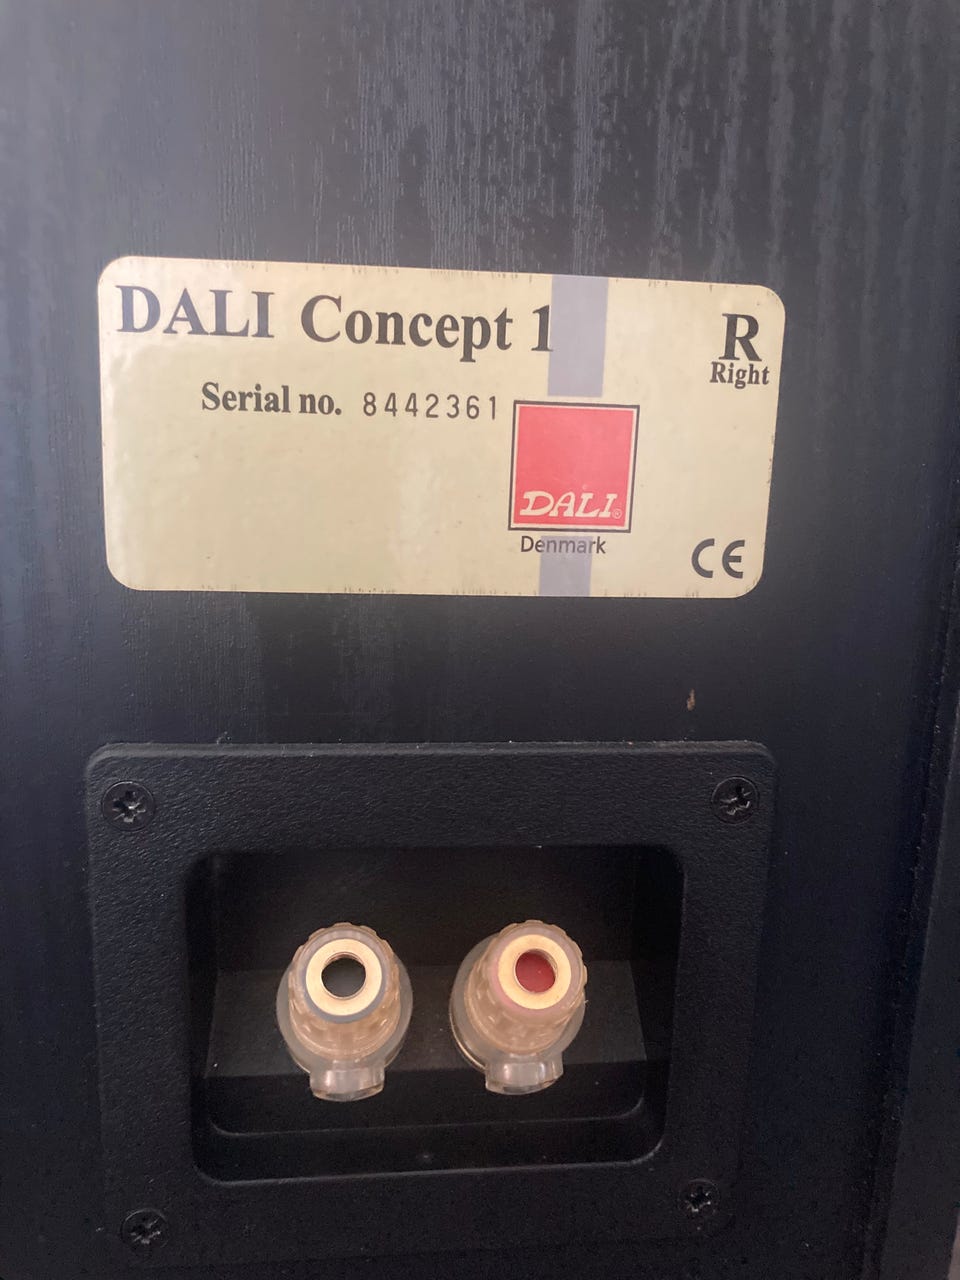 DALI Concept 1
R
Right
Serial no. 8442361
DALI®
Denmark
CE